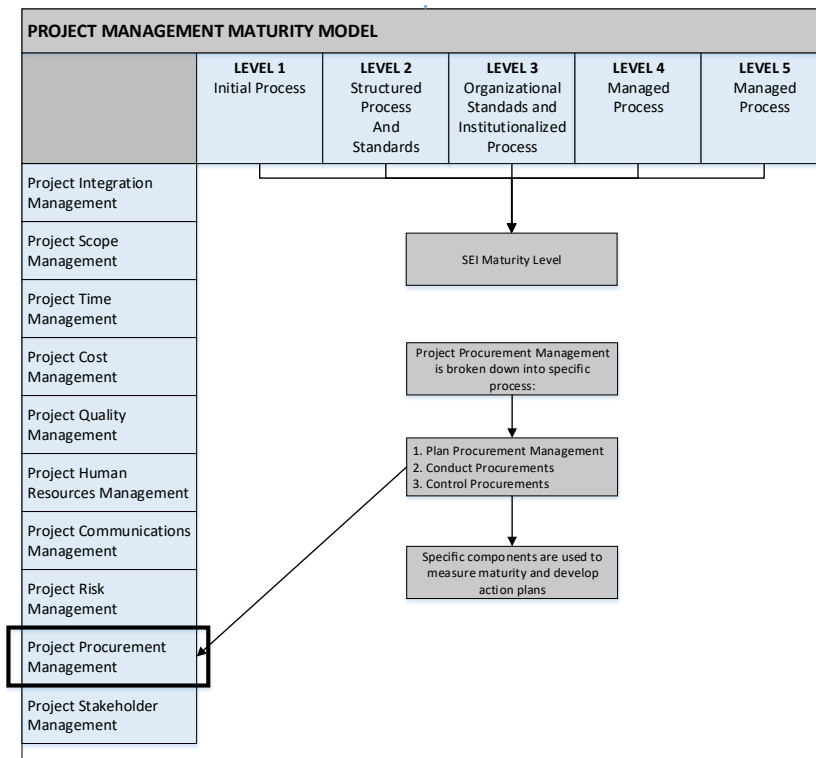 PROJECT MANAGEMENT MATURITY MODEL
LEVEL 1
Initial Process
LEVEL 2
Structured
Process
And
Standards
LEVEL 3
Organizational
Standads and
Institutionalized
Process
LEVEL 4
Managed
Process
LEVEL 5
Managed
Process
Project Integration
Management
Project Scope
Management
Project Time
Management
Project Cost
Management
Project Quality
Management
Project Human
Resources Management
Project Communications
Management
Project Risk
Management
Project Procurement
Management
Project Stakeholder
Management
SEI Maturity Level
Project Procurement Management
is broken down into specific
process:
1. Plan Procurement Management
2. Conduct Procurements
3. Control Procurements
Specific components are used to
measure maturity and develop
action plans